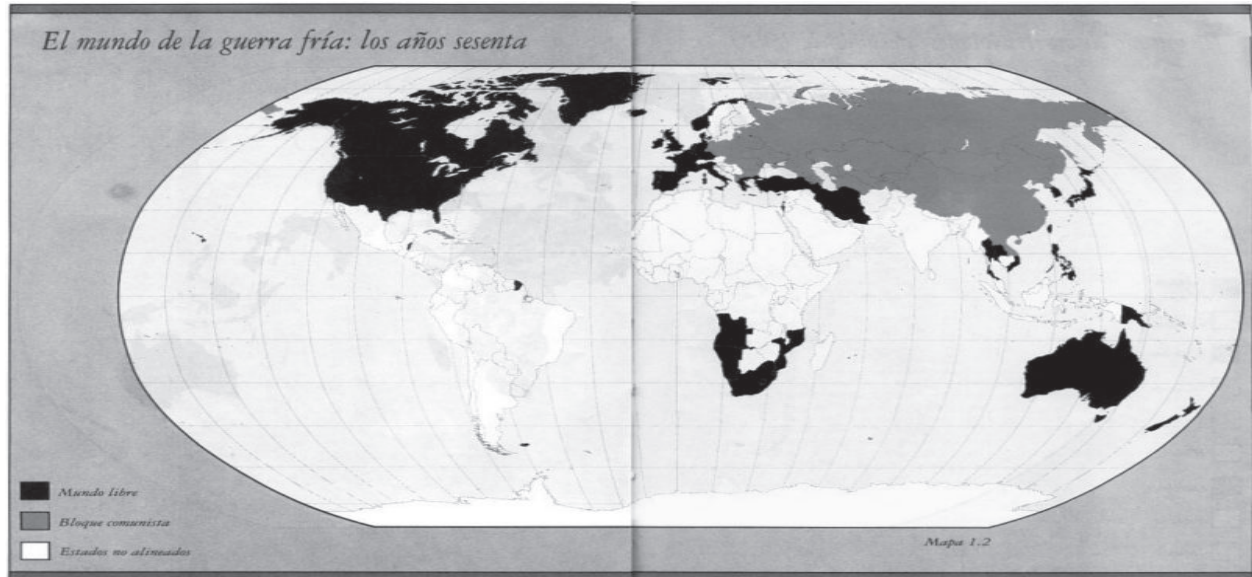 El mundo de la guerra fría: los años sesenta
Mundo libre
Bloque comunista
Estados no alineados
Mapa 1.2